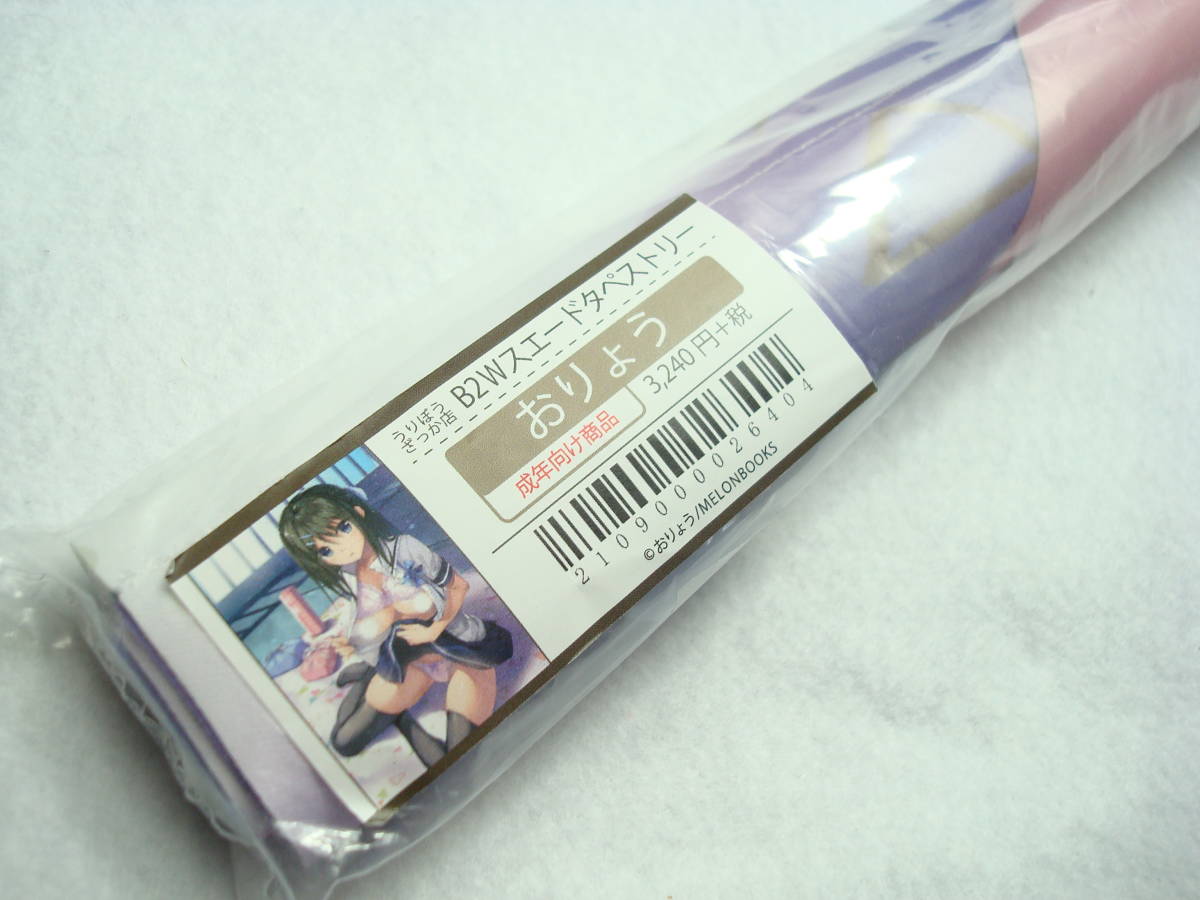 うりぼう
ざっか店
B2Wスエードタペストリー
おりょう
成年向け商品
3,240円+税
2109000026404
©おりょう/MELONBOOKS